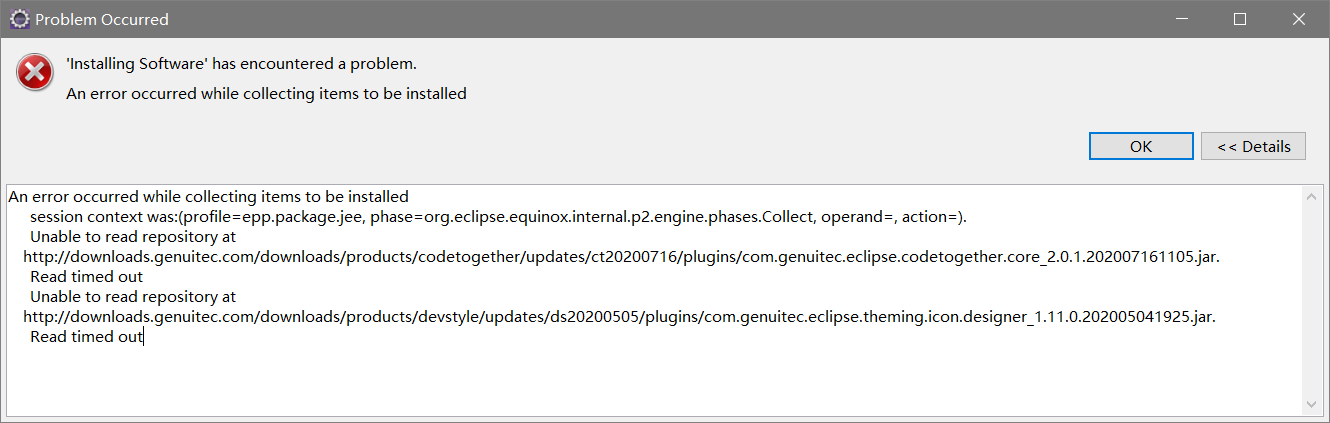 Problem Occurred
'Installing Software' has encountered a problem.
An error occurred while collecting items to be installed
OK
<< Details
An error occurred while collecting items to be installed
session context was:(profile=epp.package.jee, phase=org.eclipse.equinox.internal.p2.engine.phases.Collect, operand=, action=).
Unable to read repository at
http://downloads.genuitec.com/downloads/products/codetogether/updates/ct20200716/plugins/com.genuitec.eclipse.codetogether.core_2.0.1.202007161105.jar.
Read timed out
Unable to read repository at
http://downloads.genuitec.com/downloads/products/devstyle/updates/ds20200505/plugins/com.genuitec.eclipse.theming.icon.designer_1.11.0.202005041925.jar.
Read timed out